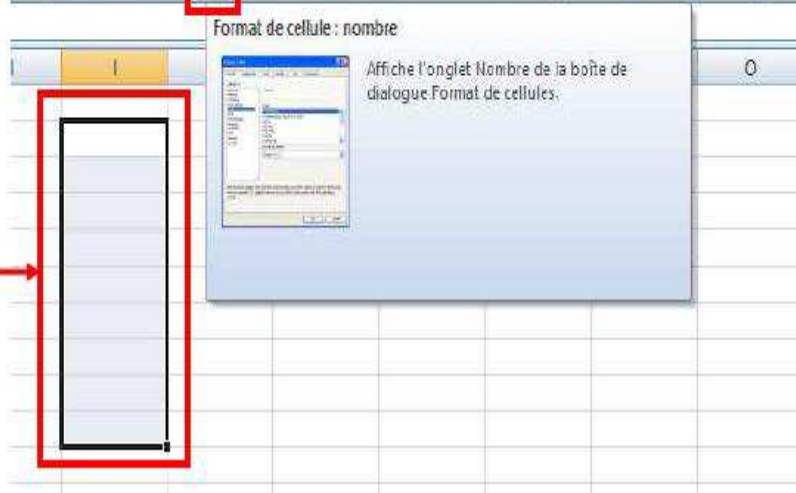 Format de cellule : nombre
Affiche l'onglet Nombre de la boîte de
dialogue Format de cellules.
I
O